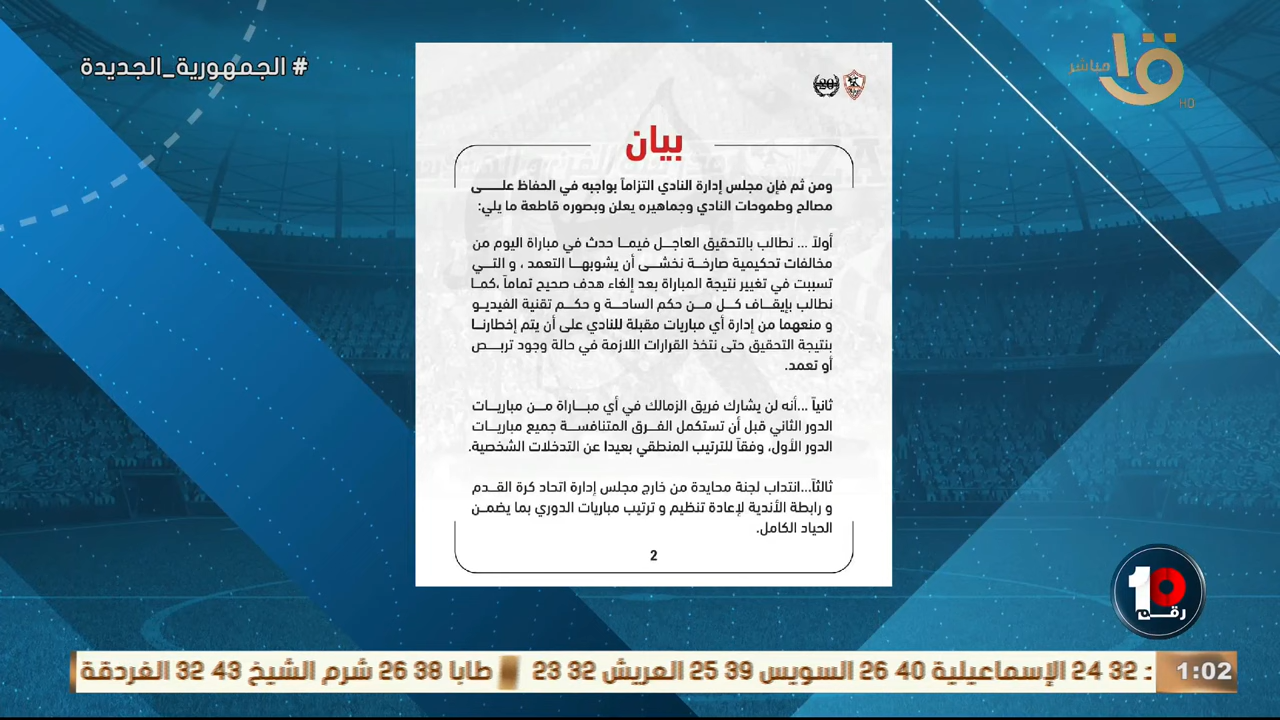 # الجمهورية_الجديدة
مباشر
HD
بيان
ومن ثم فإن مجلس إدارة النادي التزاماً بواجبه في الحفاظ على
مصالح وطموحات النادي وجماهيره يعلن وبصوره قاطعة ما يلي:
أولاً ... نطالب بالتحقيق العاجل فيما حدث في مباراة اليوم من
مخالفات تحكيمية صارخة نخشى أن يشوبها التعمد ، و التي
تسببت في تغيير نتيجة المباراة بعد إلغاء هدف صحيح تماماً ،كما
نطالب بإيقاف كل من حكم الساحة و حكم تقنية الفيديو
و منعهما من إدارة أي مباريات مقبلة للنادي على أن يتم إخطارنا
بنتيجة التحقيق حتى نتخذ القرارات اللازمة في حالة وجود تربص
أو تعمد.
ثانياً ...أنه لن يشارك فريق الزمالك في أي مباراة من مباريات
الدور الثاني قبل أن تستكمل الفرق المتنافسة جميع مباريات
الدور الأول، وفقاً للترتيب المنطقي بعيدا عن التدخلات الشخصية.
ثالثاً...انتداب لجنة محايدة من خارج مجلس إدارة اتحاد كرة القدم
و رابطة الأندية لإعادة تنظيم و ترتيب مباريات الدوري بما يضمن
الحياد الكامل.
2
رقم 10
1:02
32 24 الإسماعيلية 40 26 السويس 39 25 العريش 32 23 طابا 38 26 شرم الشيخ 43 32 الغردقة